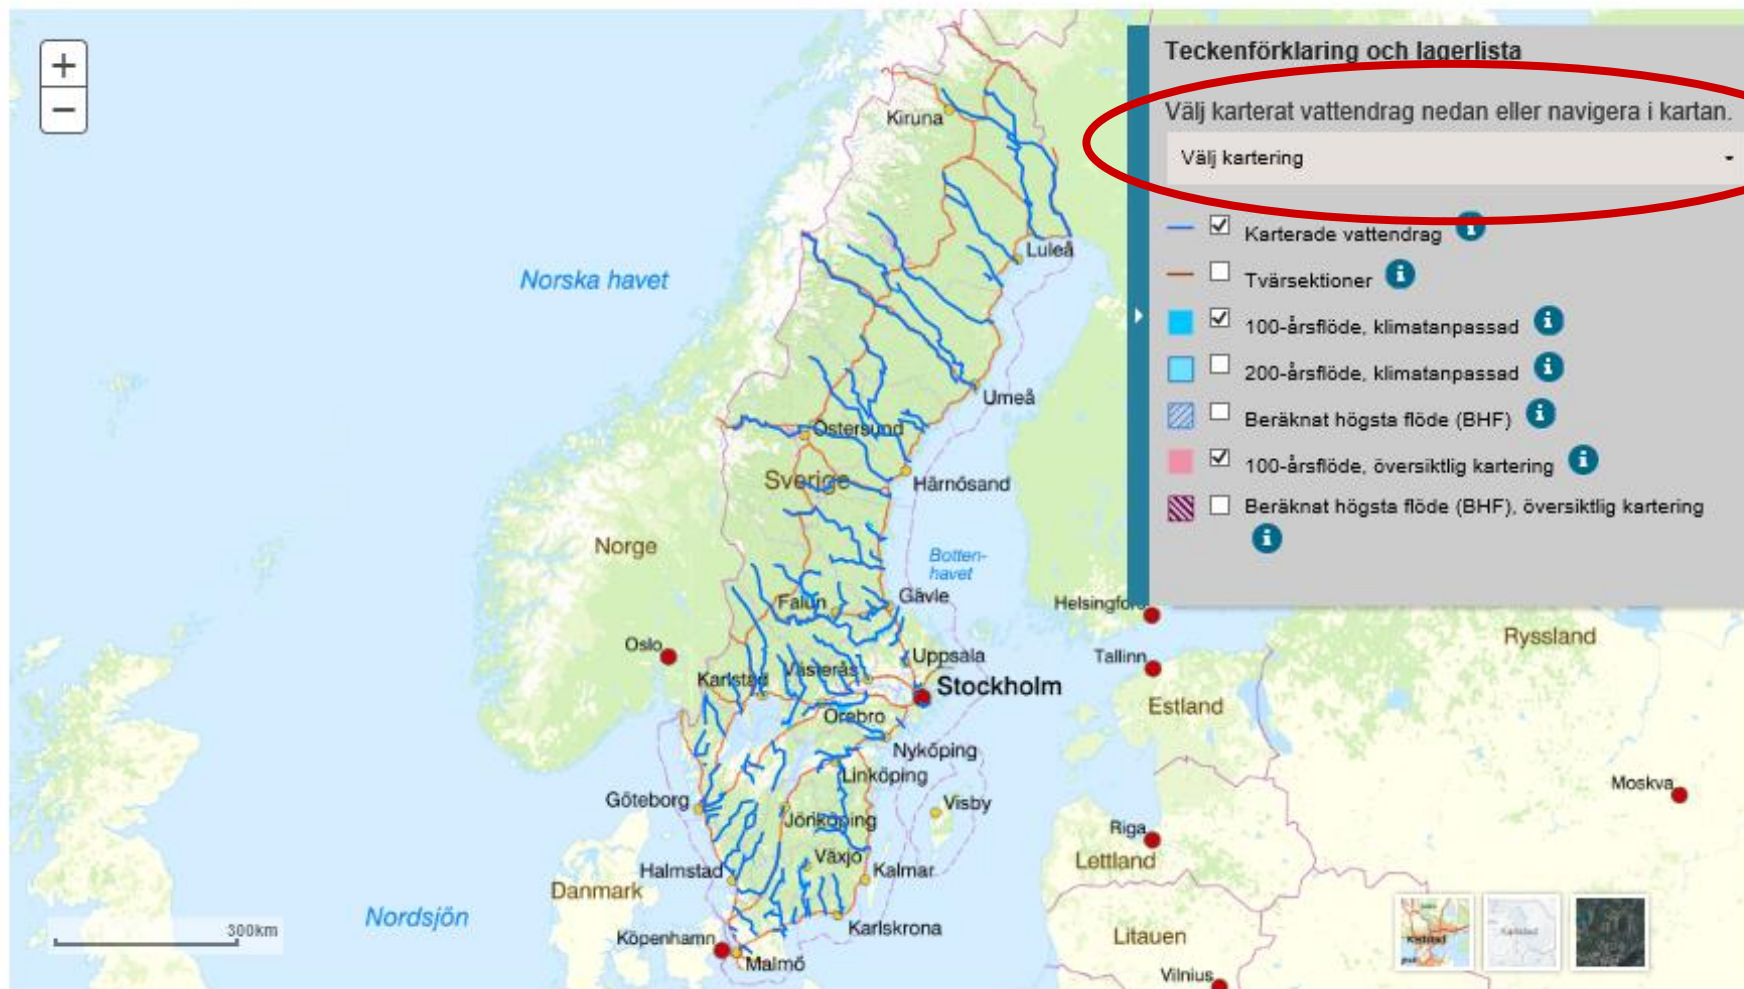 +
−
Teckenförklaring och lagerlista
Välj karterat vattendrag nedan eller navigera i kartan.
Välj kartering
Karterade vattendrag
Tvärsektioner
100-årsflöde, klimatanpassad
200-årsflöde, klimatanpassad
Beräknat högsta flöde (BHF)
100-årsflöde, översiktlig kartering
Beräknat högsta flöde (BHF), översiktlig kartering
Kiruna
Luleå
Norska havet
Umeå
Östersund
Sverige
Härnösand
Norge
Botten-
havet
Falun
Gävle
Helsingfors
Ryssland
Oslo
Uppsala
Tallinn
Västerås
Karlstad
Stockholm
Estland
Örebro
Nyköping
Linköping
Moskva
Göteborg
Visby
Jönköping
Riga
Växjö
Lettland
Halmstad
Kalmar
Danmark
Nordsjön
Karlskrona
300km
Köpenhamn
Litauen
Malmö
Vilnius
Karlstad
Karlstad